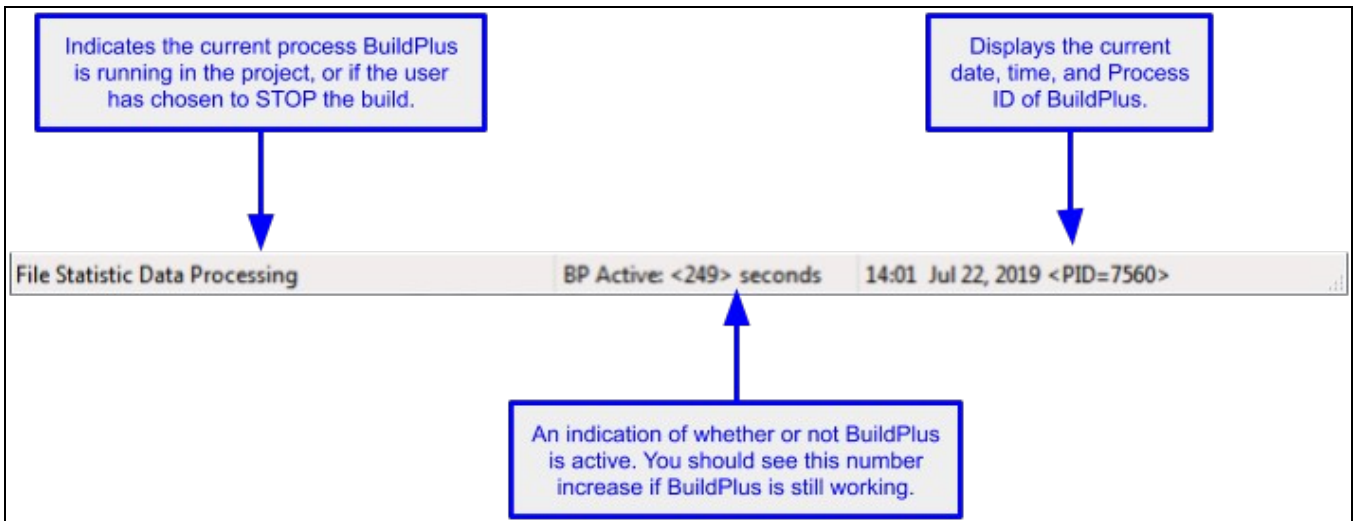 Indicates the current process BuildPlus
is running in the project, or if the user
has chosen to STOP the build.
Displays the current
date, time, and Process
ID of BuildPlus.
File Statistic Data Processing
BP Active: <249> seconds
14:01 Jul 22, 2019 <PID=7560>
An indication of whether or not BuildPlus
is active. You should see this number
increase if BuildPlus is still working.